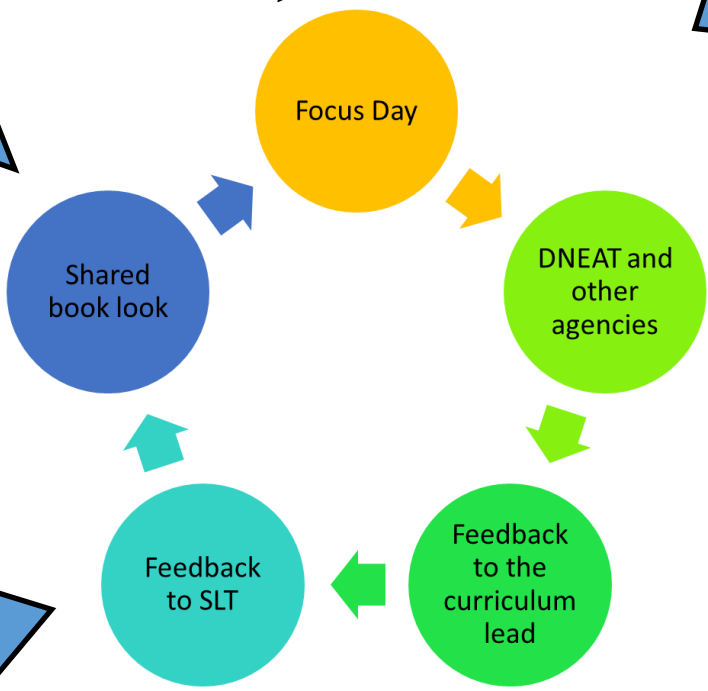 Focus Day
DNEAT and
other
agencies
Feedback
to the
curriculum
lead
Feedback
to SLT
Shared
book look